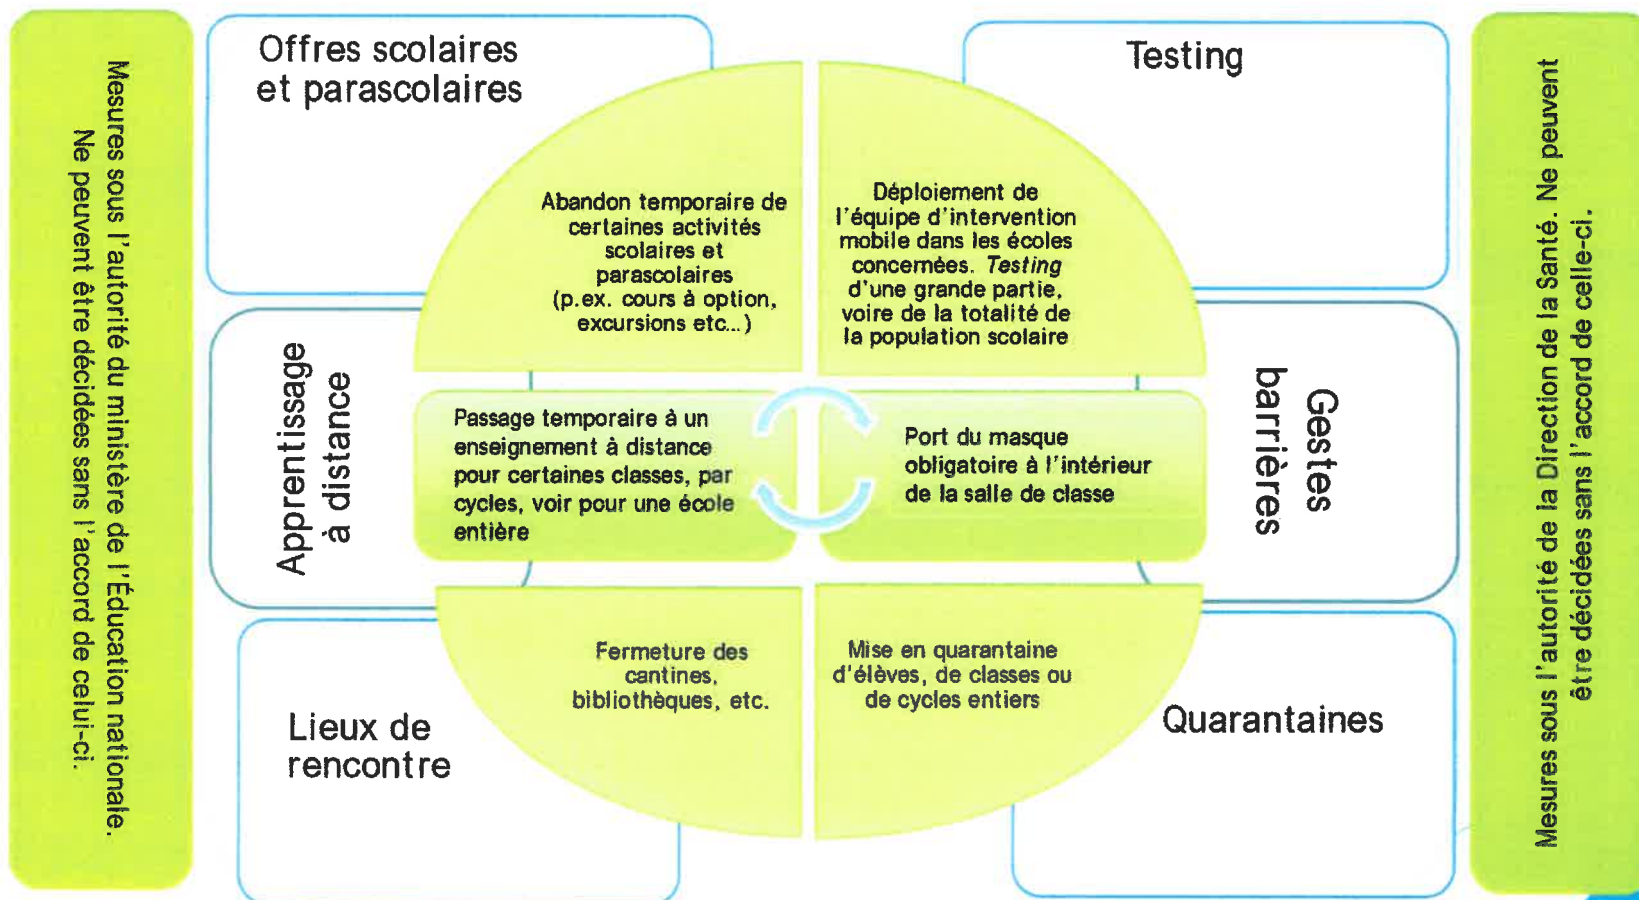 Mesures sous l'autorité du ministère de l'Éducation nationale.
Ne peuvent être décidées sans l'accord de celui-ci.
Offres scolaires
et parascolaires
Abandon temporaire de
certaines activités
scolaires et
parascolaires
(p.ex. cours à option,
excursions etc...)
Testing
Déploiement de
l'équipe d'intervention
mobile dans les écoles
concernées. Testing
d'une grande partie,
voire de la totalité de
la population scolaire
Apprentissage
à distance
Passage temporaire à un
enseignement à distance
pour certaines classes, par
cycles, voir pour une école
entière
Port du masque
obligatoire à l'intérieur
de la salle de classe
Gestes
barrières
Lieux de
rencontre
Fermeture des
cantines,
bibliothèques, etc.
Mise en quarantaine
d'élèves, de classes ou
de cycles entiers
Quarantaines
Mesures sous l'autorité de la Direction de la Santé. Ne peuvent
être décidées sans l'accord de celle-ci.